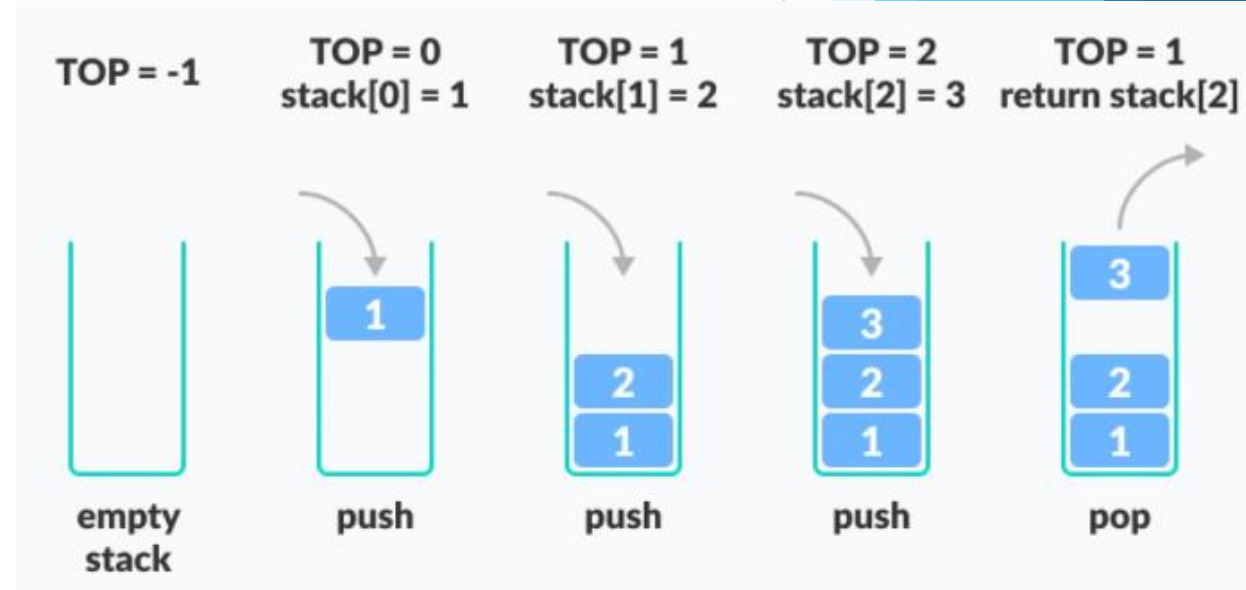 TOP = -1
TOP = 0
stack[0] = 1
TOP = 1
stack[1] = 2
TOP = 2
stack[2] = 3
TOP = 1
return stack[2]
1
2
1
3
2
1
3
2
1
empty
stack
push
push
push
pop